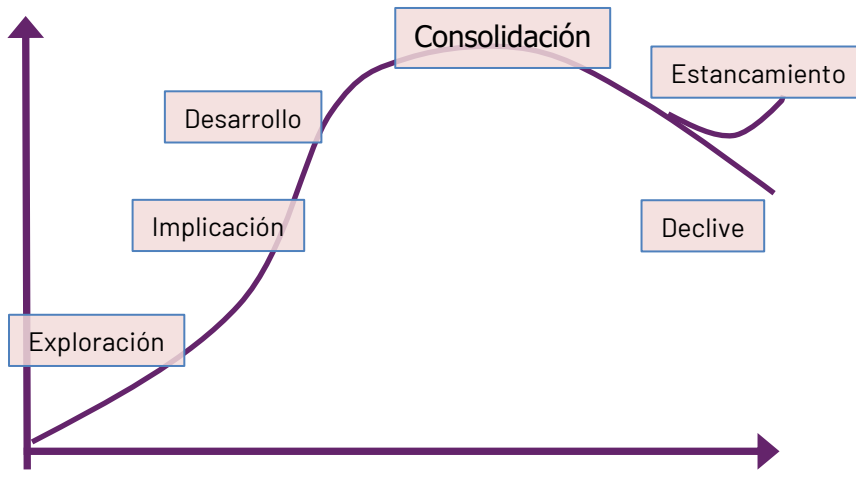 Consolidación
Estancamiento
Desarrollo
Implicación
Declive
Exploración